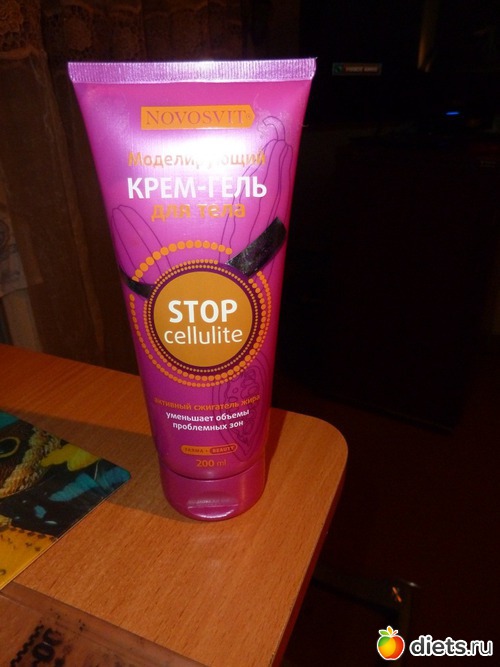 NOVOSVIT
Моделирующий
КРЕМ-ГЕЛЬ
для тела
STOP
cellulite
активный сжигатель жира
уменьшает объемы
проблемных зон
BEAUTY
200 ml
diets.ru